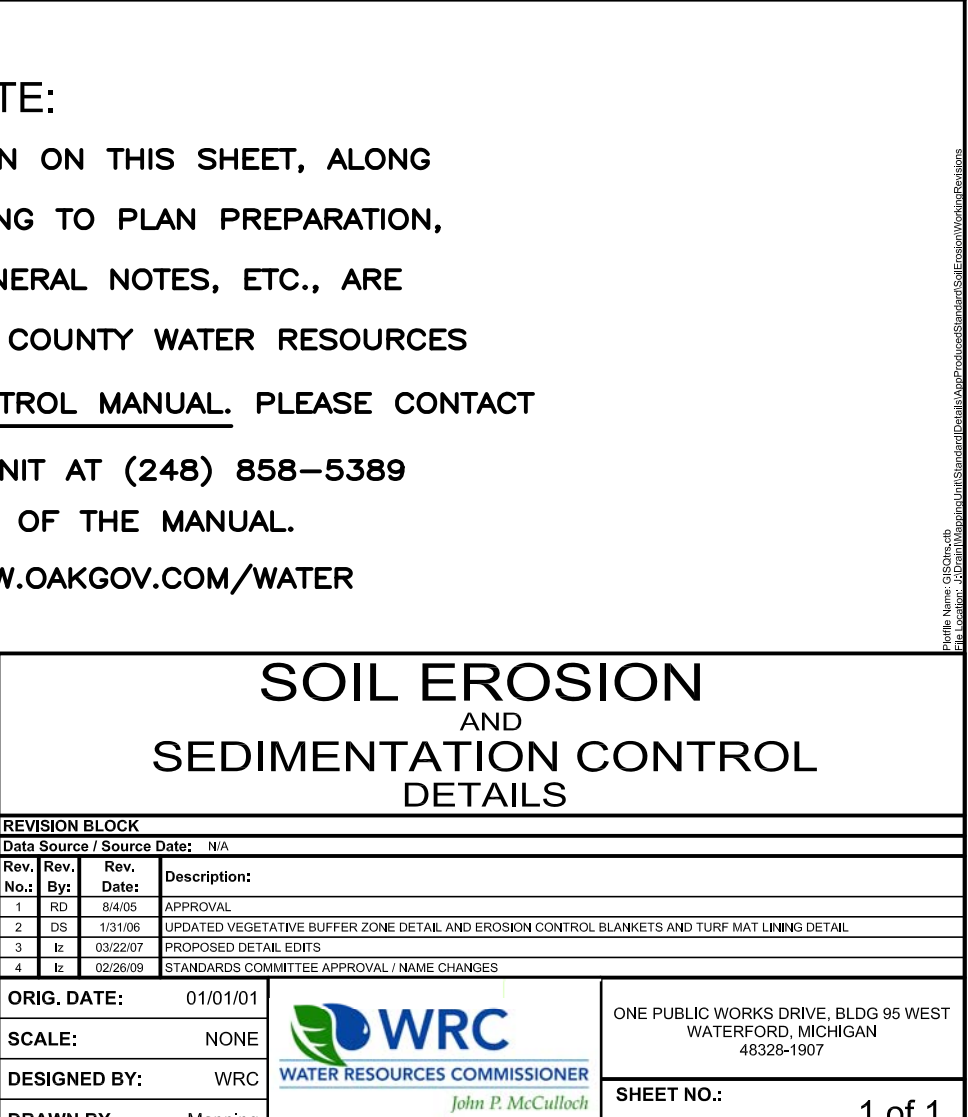 TE:
N ON THIS SHEET, ALONG
NG TO PLAN PREPARATION,
NERAL NOTES, ETC., ARE
COUNTY WATER RESOURCES
TROL MANUAL. PLEASE CONTACT
NIT AT (248) 858-5389
OF THE MANUAL.
W.OAKGOV.COM/WATER
Plotfile Name: GISQtrs.ctb
File Location: J:\Drain\MappingUnit\Standard\Details\AppProducedStandard\SoilErosion\WorkingRevisions
SOIL EROSION
AND
SEDIMENTATION CONTROL
DETAILS
REVISION BLOCK
Data Source / Source Date: N/A
Rev. No.: Rev. By: Rev. Date: Description:
1 RD 8/4/05 APPROVAL
2 DS 1/31/06 UPDATED VEGETATIVE BUFFER ZONE DETAIL AND EROSION CONTROL BLANKETS AND TURF MAT LINING DETAIL
3 lz 03/22/07 PROPOSED DETAIL EDITS
4 lz 02/26/09 STANDARDS COMMITTEE APPROVAL / NAME CHANGES
ORIG. DATE: 01/01/01
SCALE: NONE
DESIGNED BY: WRC
DRAWN BY Mapping
WRC
WATER RESOURCES COMMISSIONER
John P. McCulloch
ONE PUBLIC WORKS DRIVE, BLDG 95 WEST
WATERFORD, MICHIGAN
48328-1907
SHEET NO.:
1 of 1